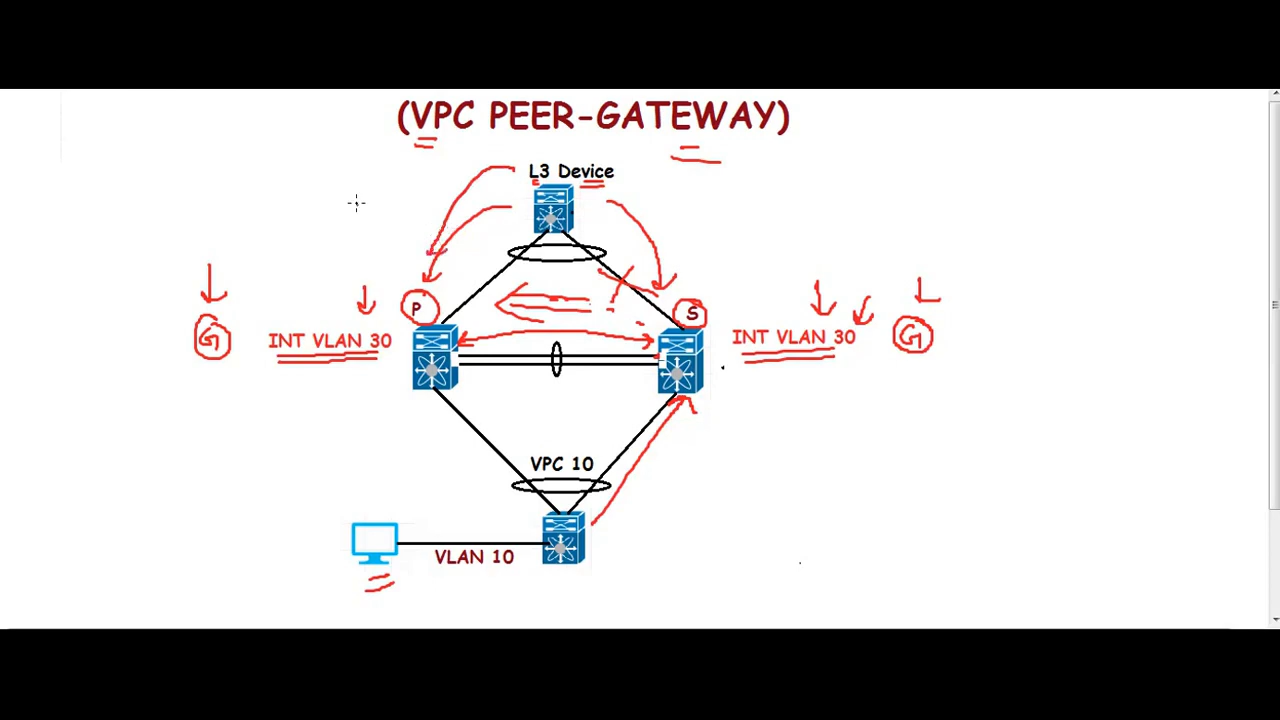 (VPC PEER-GATEWAY)
L3 Device
P
S
G
INT VLAN 30
INT VLAN 30
G
VPC 10
VLAN 10